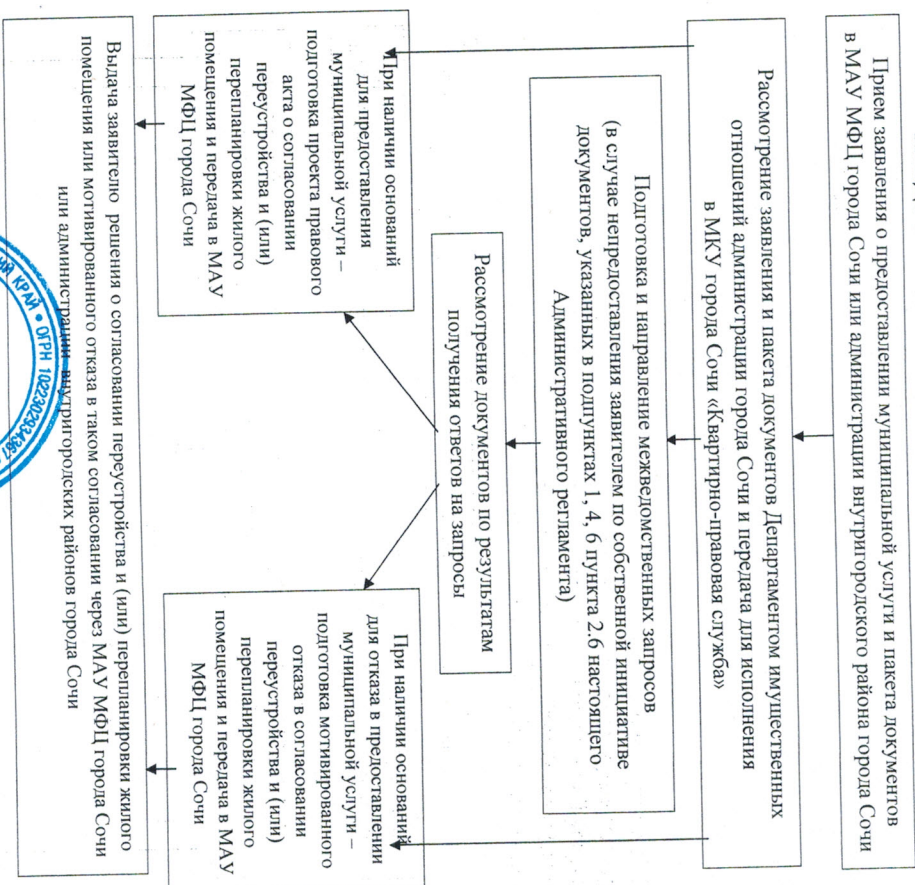 Прием заявления о предоставлении муниципальной услуги и пакета документов
в МАУ МФЦ города Сочи или администрации внутригородского района города Сочи
Рассмотрение заявления и пакета документов Департаментом имущественных
отношений администрации города Сочи и передача для исполнения
в МКУ города Сочи «Квартирно-правовая служба»
Подготовка и направление межведомственных запросов
(в случае непредоставления заявителем по собственной инициативе
документов, указанных в подпунктах 1, 4, 6 пункта 2.6 настоящего
Административного регламента)
Рассмотрение документов по результатам
получения ответов на запросы
При наличии оснований
для предоставления
муниципальной услуги –
подготовка проекта правового
акта о согласовании
переустройства и (или)
перепланировки жилого
помещения и передача в МАУ
МФЦ города Сочи
При наличии оснований
для отказа в предоставлении
муниципальной услуги –
подготовка мотивированного
отказа в согласовании
переустройства и (или)
перепланировки жилого
помещения и передача в МАУ
МФЦ города Сочи
Выдача заявителю решения о согласовании переустройства и (или) перепланировки жилого
помещения или мотивированного отказа в таком согласовании через МАУ МФЦ города Сочи
или администрации внутригородских районов города Сочи
КРАЙ • ОГРН 1022302934367